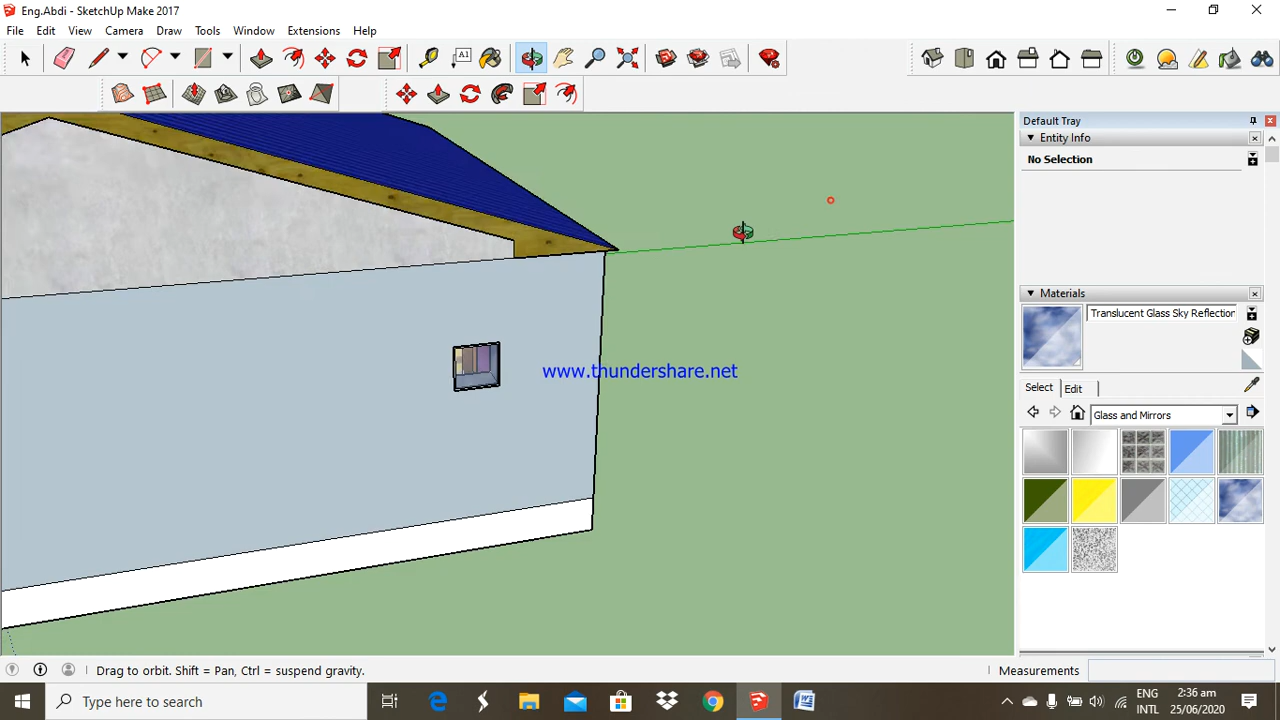 Eng.Abdi - SketchUp Make 2017
File Edit View Camera Draw Tools Window Extensions Help
A1
Default Tray
Entity Info
No Selection
Materials
Translucent Glass Sky Reflection
Select Edit
Glass and Mirrors
www.thundershare.net
Drag to orbit. Shift = Pan, Ctrl = suspend gravity.
Measurements
Type here to search
ENG
INTL
2:36 am
25/06/2020